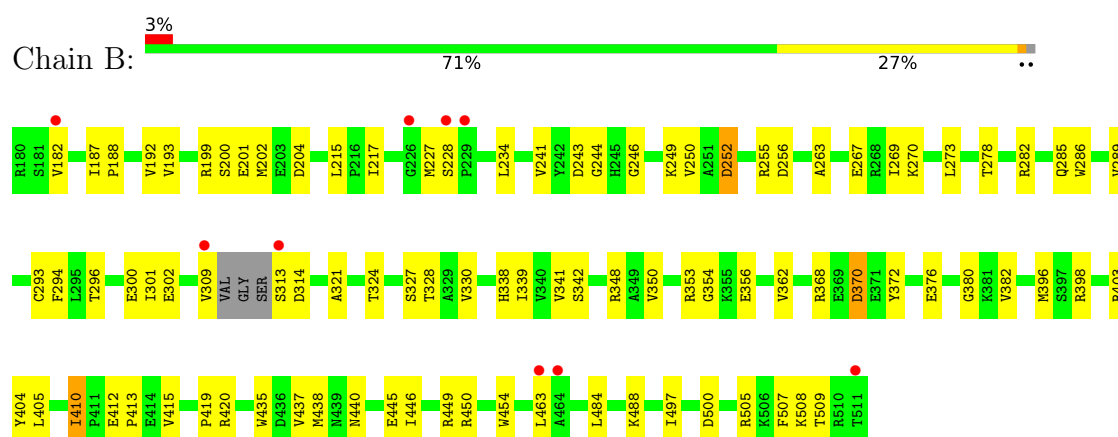 3%
Chain B:
71% 27% ••
R180 S181 V182 I187 P188 V192 V193 R199 S200 E201 M202 E203 D204 L215 P216 I217 G226 M227 S228 P229 L234 V241 Y242 D243 G244 H245 G246 K249 V250 A251 D252 R255 D256 A263 E267 R268 I269 K270 L273 T278 R282 Q285 W286
C293 F294 L295 T296 E300 I301 E302 V309 VAL GLY SER S313 D314 A321 T324 S327 T328 A329 V330 H338 I339 V340 V341 S342 R348 A349 V350 R353 G354 K355 E356 V362 R368 E369 D370 E371 Y372 E376 G380 K381 V382 M396 S397 R398
Y404 L405 I410 P411 E412 P413 E414 V415 P419 R420 W435 D436 V437 M438 N439 N440 E445 I446 R449 R450 W454 L463 A464 L484 K488 I497 D500 R505 K506 F507 K508 T509 R510 T511